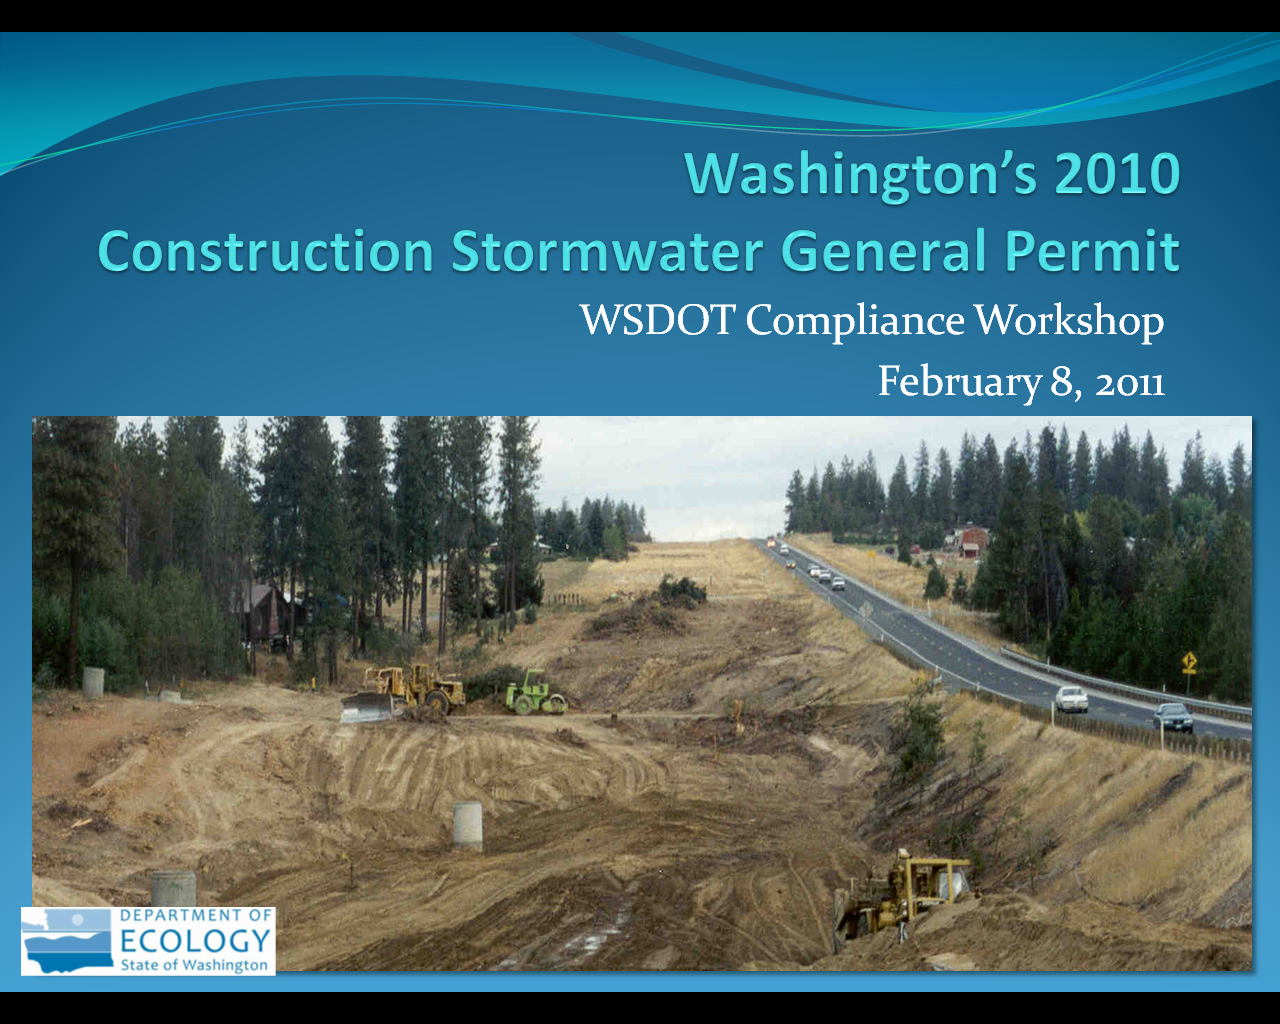 Washington’s 2010
Construction Stormwater General Permit
WSDOT Compliance Workshop
February 8, 2011
DEPARTMENT OF
ECOLOGY
State of Washington